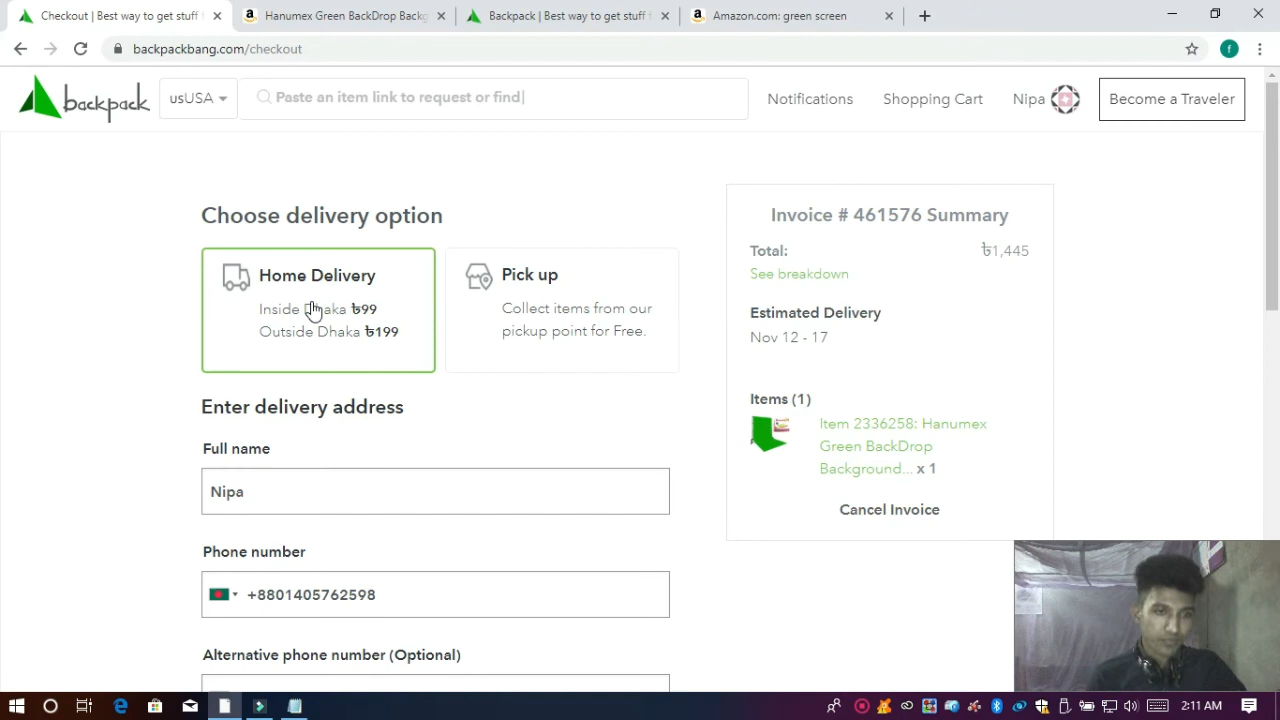 Checkout | Best way to get stuff f
Hanumex Green BackDrop Backg
Backpack | Best way to get stuff f
Amazon.com: green screen
backpackbang.com/checkout
f
backpack
usUSA
Paste an item link to request or find|
Notifications
Shopping Cart
Nipa
Become a Traveler
Choose delivery option
Home Delivery
Inside Dhaka ৳99
Outside Dhaka ৳199
Pick up
Collect items from our
pickup point for Free.
Enter delivery address
Full name
Nipa
Phone number
+8801405762598
Alternative phone number (Optional)
Invoice # 461576 Summary
Total: ৳1,445
See breakdown
Estimated Delivery
Nov 12 - 17
Items (1)
Item 2336258: Hanumex
Green BackDrop
Background... x 1
Cancel Invoice
2:11 AM